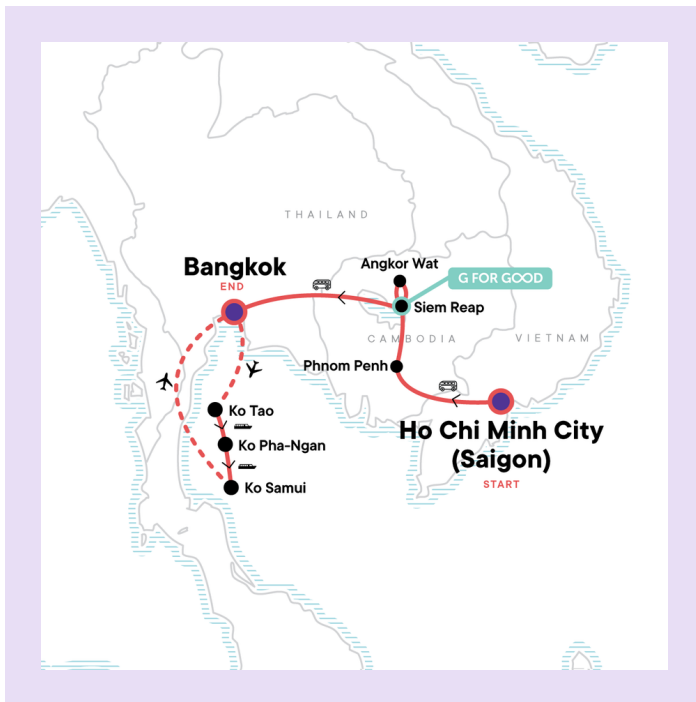 THAILAND
Angkor Wat
Bangkok
END
G FOR GOOD
Siem Reap
CAMBODIA
VIETNAM
Phnom Penh
Ko Tao
Ho Chi Minh City
(Saigon)
START
Ko Pha-Ngan
Ko Samui